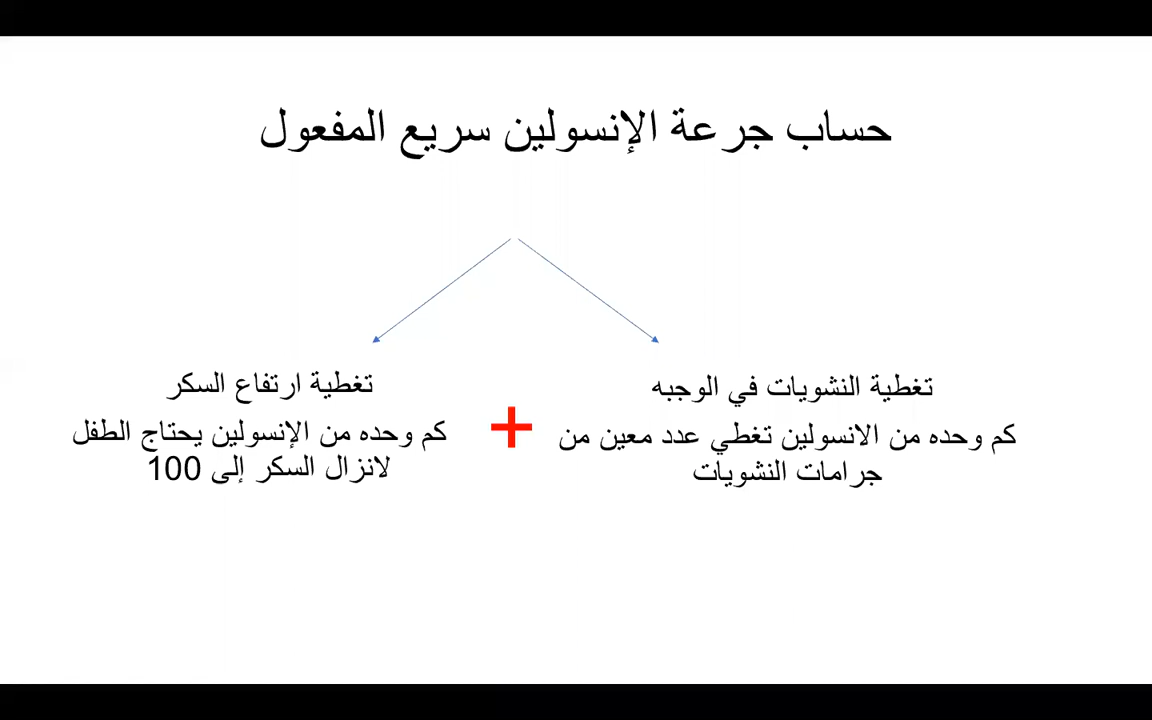 حساب جرعة الإنسولين سريع المفعول
تغطية النشويات في الوجبه
كم وحده من الانسولين تغطي عدد معين من
جرامات النشويات
+
تغطية ارتفاع السكر
كم وحده من الإنسولين يحتاج الطفل
لانزال السكر إلى 100